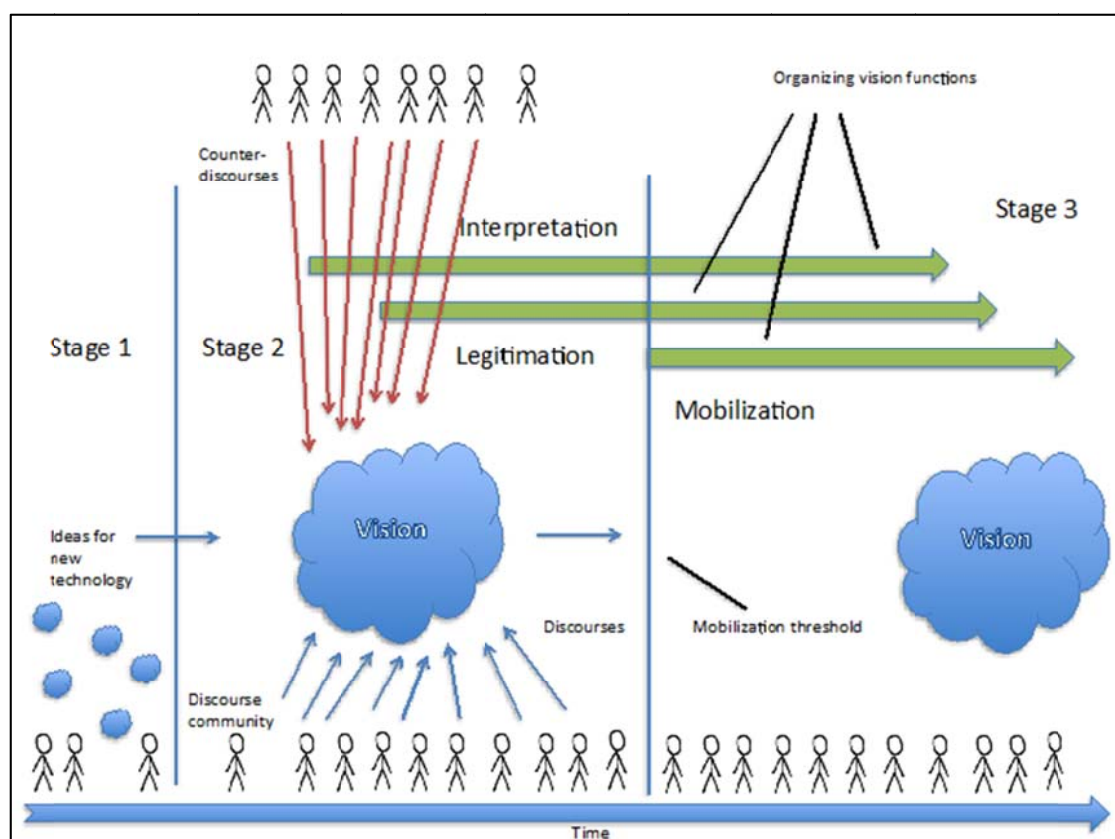 Organizing vision functions
Counter-
discourses
Interpretation
Stage 3
Stage 1
Stage 2
Legitimation
Mobilization
Vision
Vision
Ideas for
new
technology
Discourses
Mobilization threshold
Discourse
community
Time